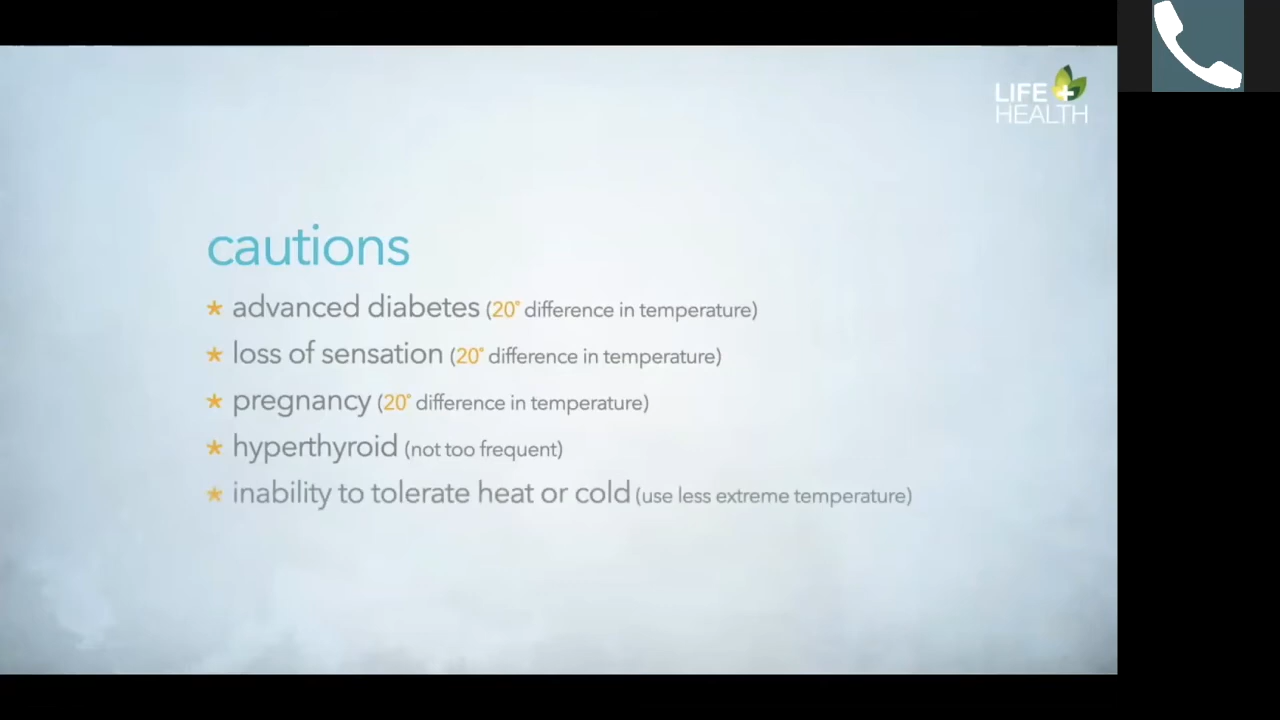 LIFE
HEALTH
cautions
* advanced diabetes (20° difference in temperature)
* loss of sensation (20° difference in temperature)
* pregnancy (20° difference in temperature)
* hyperthyroid (not too frequent)
* inability to tolerate heat or cold (use less extreme temperature)